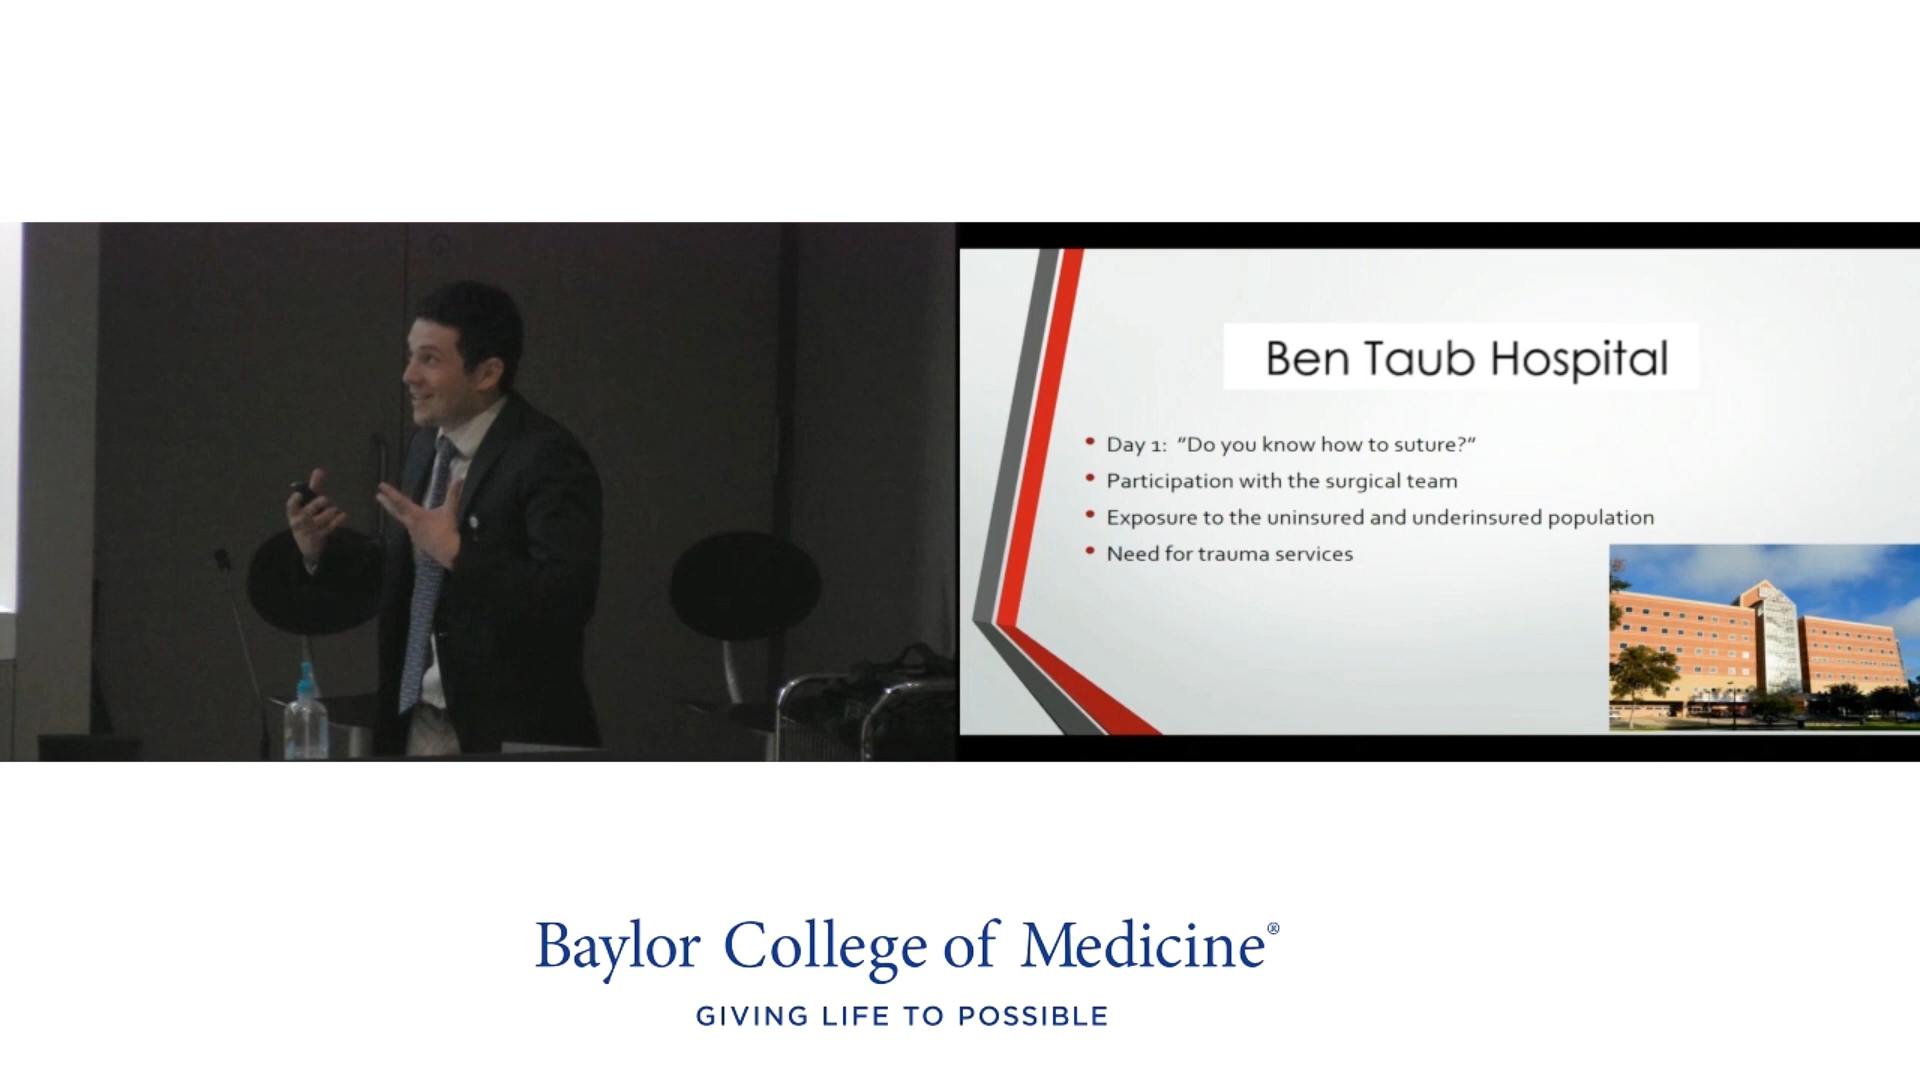 Ben Taub Hospital
• Day 1: "Do you know how to suture?"
• Participation with the surgical team
• Exposure to the uninsured and underinsured population
• Need for trauma services
Baylor College of Medicine®
GIVING LIFE TO POSSIBLE